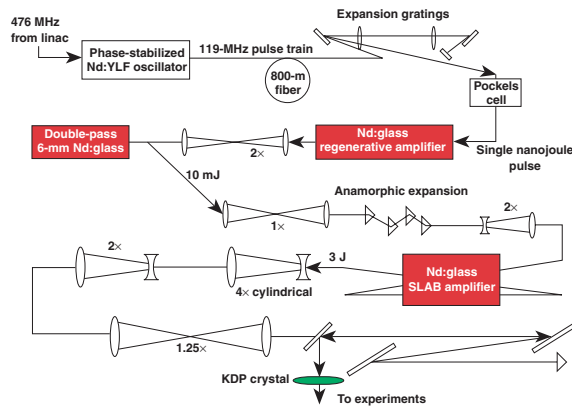 476 MHz
from linac
Phase-stabilized
Nd:YLF oscillator
119-MHz pulse train
800-m
fiber
Expansion gratings
Pockels
cell
Double-pass
6-mm Nd:glass
2×
Nd:glass
regenerative amplifier
Single nanojoule
pulse
10 mJ
1×
Anamorphic expansion
2×
2×
4× cylindrical
3 J
Nd:glass
SLAB amplifier
1.25×
KDP crystal
To experiments